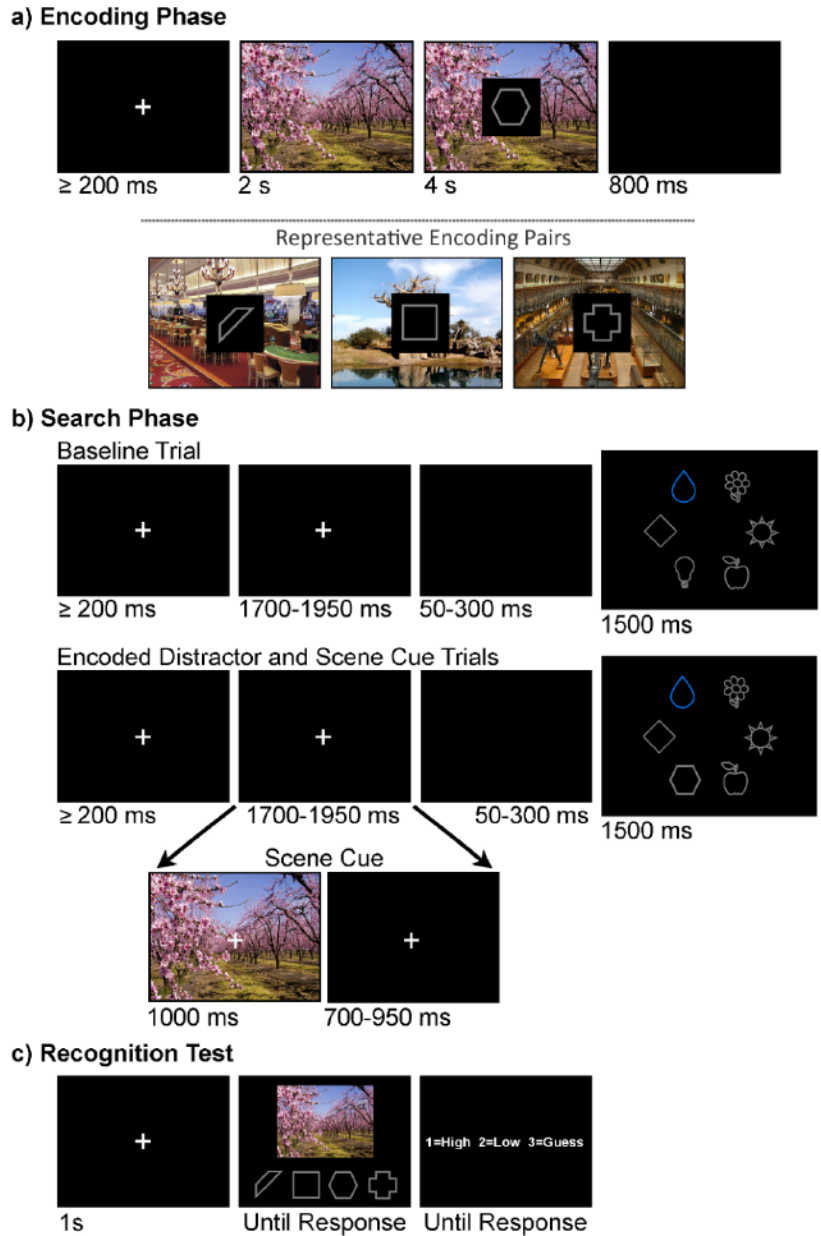 a) Encoding Phase
≥ 200 ms
2 s
4 s
800 ms
Representative Encoding Pairs
b) Search Phase
Baseline Trial
≥ 200 ms
1700-1950 ms
50-300 ms
1500 ms
Encoded Distractor and Scene Cue Trials
≥ 200 ms
1700-1950 ms
50-300 ms
1500 ms
Scene Cue
1000 ms
700-950 ms
c) Recognition Test
1=High 2=Low 3=Guess
1s
Until Response
Until Response